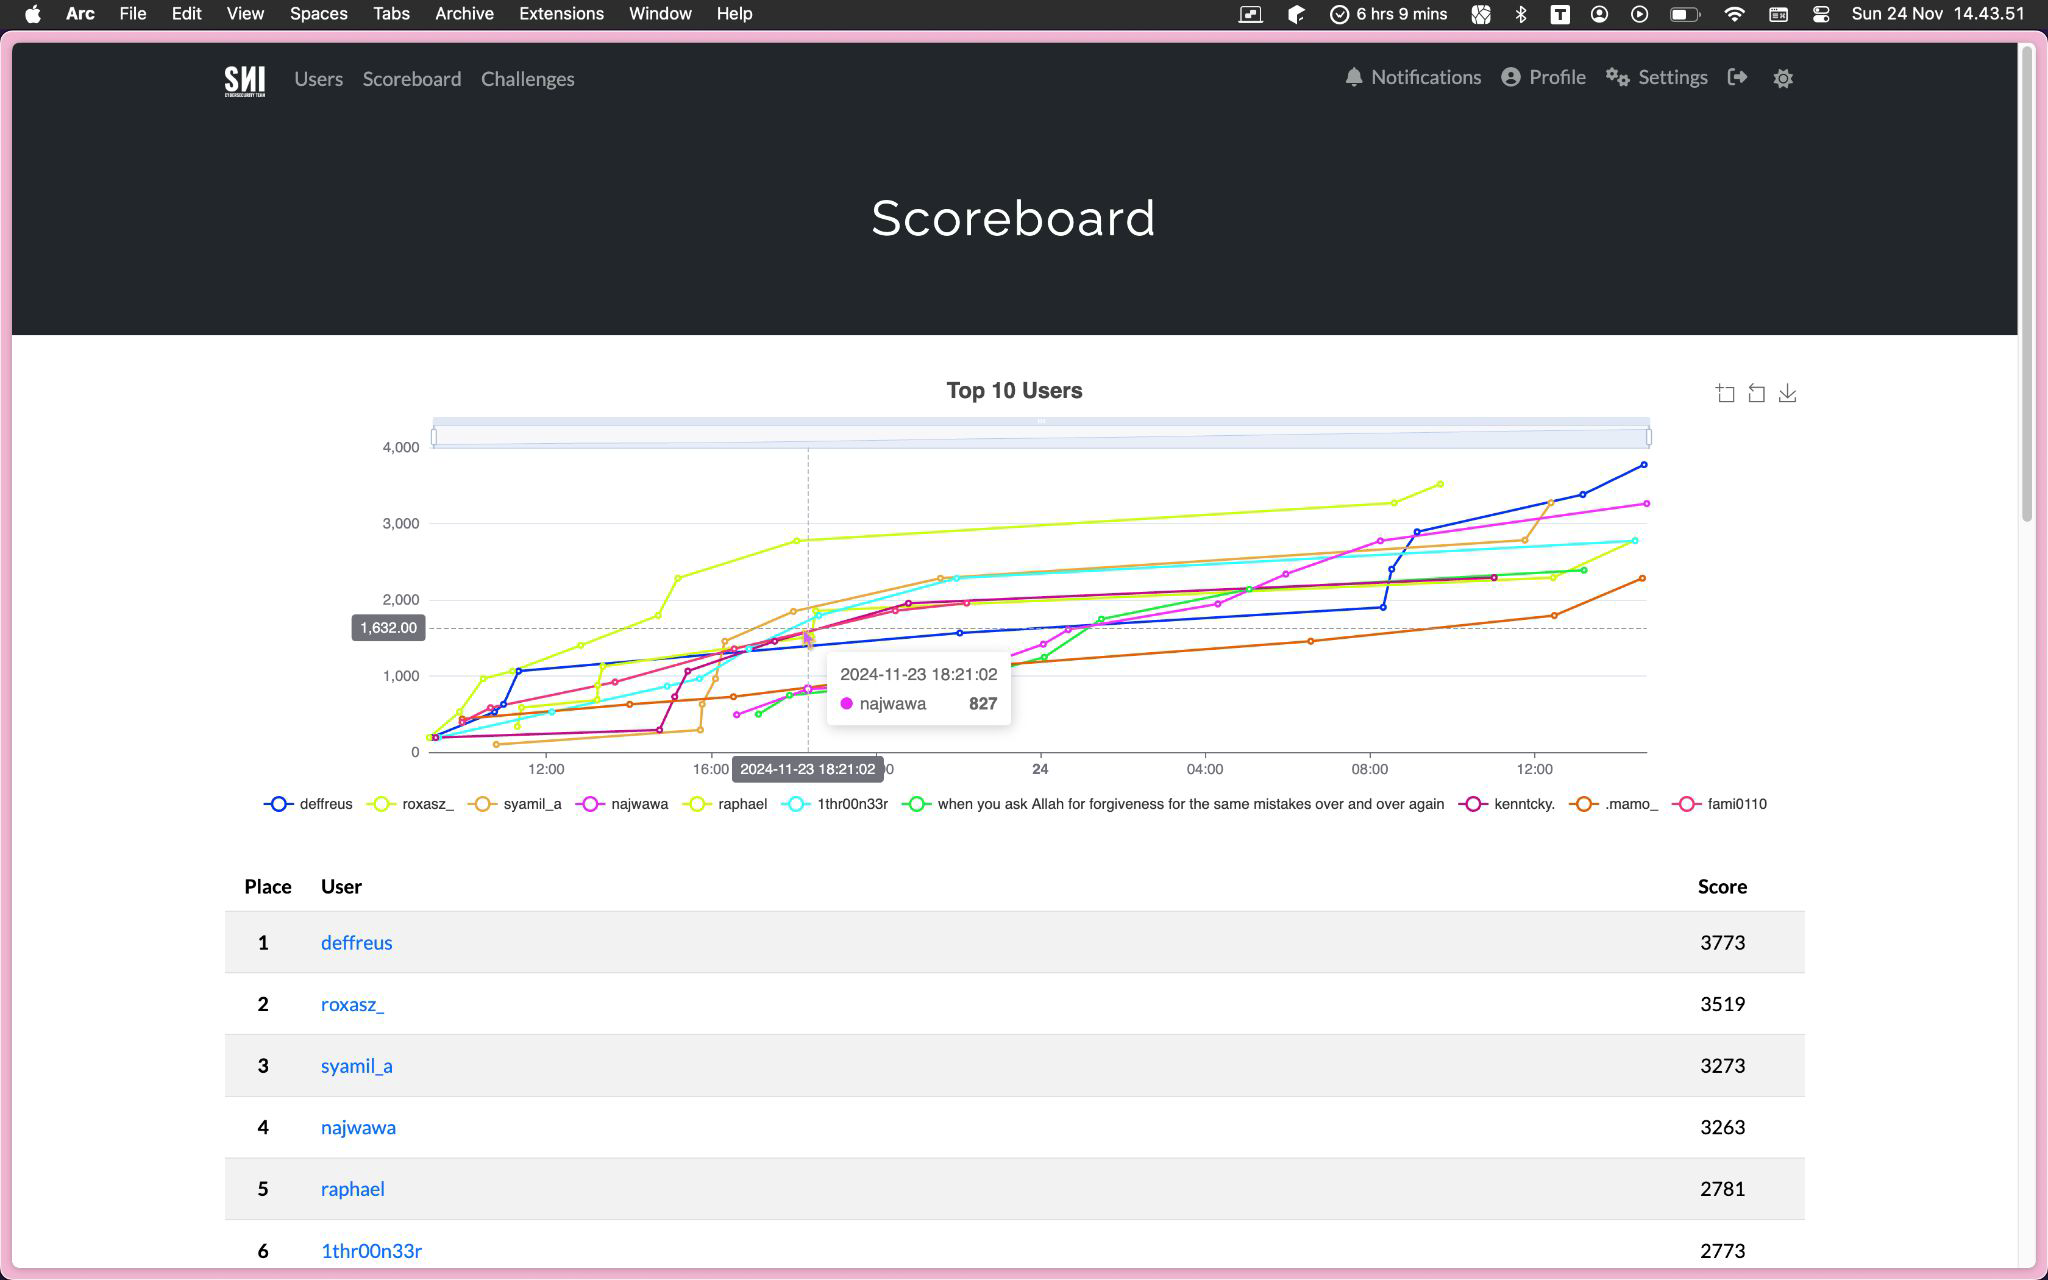 Arc File Edit View Spaces Tabs Archive Extensions Window Help 6 hrs 9 mins T Sun 24 Nov 14.43.51
SNI Users Scoreboard Challenges Notifications Profile Settings
CYBERSECURITY TEAM
Scoreboard
Top 10 Users
4,000
3,000
2,000
1,632.00
1,000
0
2024-11-23 18:21:02
najwawa 827
12:00 16:00 2024-11-23 18:21:02 24 04:00 08:00 12:00
deffreus roxasz_ syamil_a najwawa raphael 1thr00n33r when you ask Allah for forgiveness for the same mistakes over and over again kenntcky. .mamo_ fami0110
Place User Score
1 deffreus 3773
2 roxasz_ 3519
3 syamil_a 3273
4 najwawa 3263
5 raphael 2781
6 1thr00n33r 2773